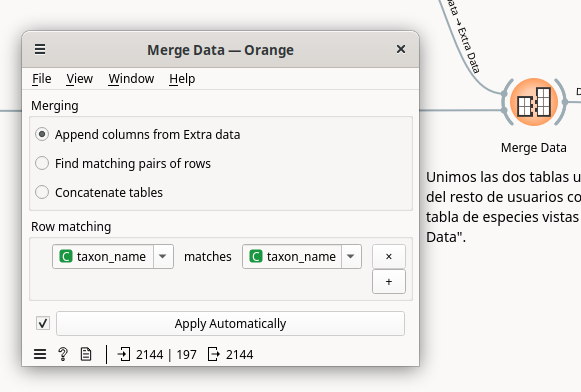 Merge Data — Orange
File View Window Help
Merging
Append columns from Extra data
Find matching pairs of rows
Concatenate tables
Row matching
C taxon_name matches C taxon_name ×
+
Apply Automatically
? 2144 | 197 2144
ata → Extra Data
D
Merge Data
Unimos las dos tablas u
del resto de usuarios co
tabla de especies vistas
Data".